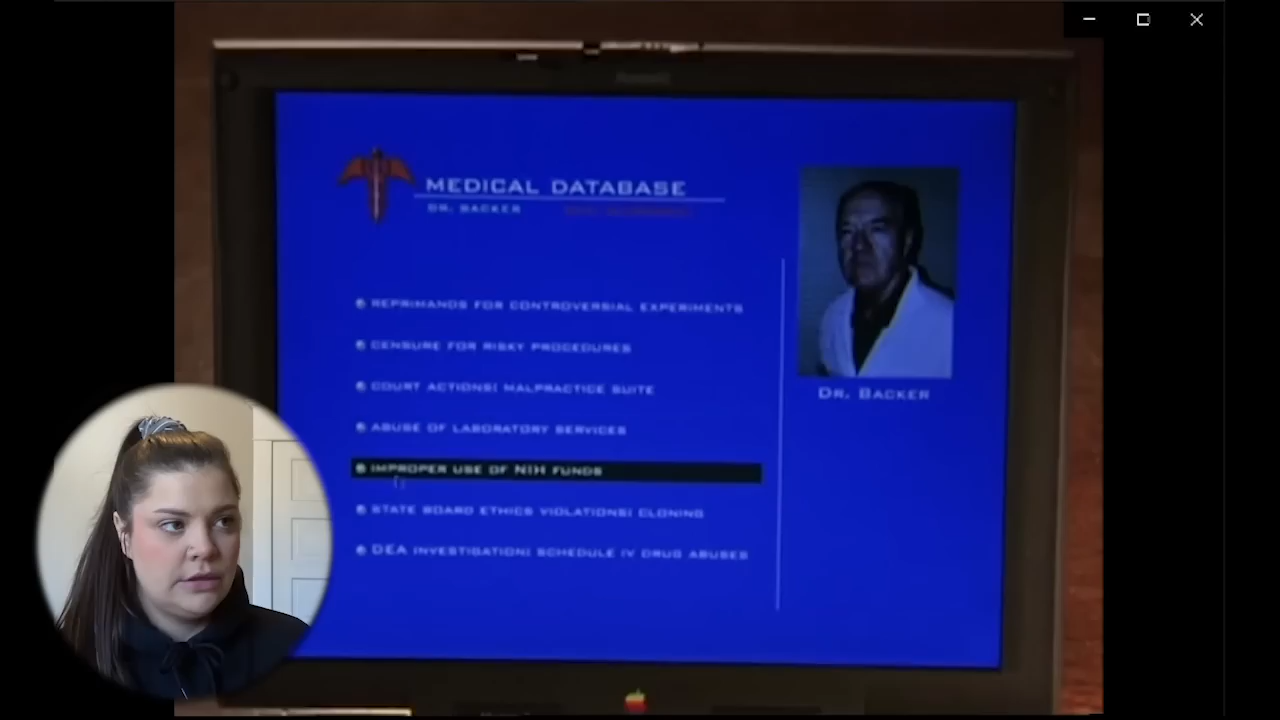 MEDICAL DATABASE
DR. BACKER
REPRIMANDS FOR CONTROVERSIAL EXPERIMENTS
CENSURE FOR RISKY PROCEDURES
COURT ACTIONS: MALPRACTICE SUITE
ABUSE OF LABORATORY SERVICES
IMPROPER USE OF NIH FUNDS
STATE BOARD ETHICS VIOLATIONS: CLONING
DEA INVESTIGATION: SCHEDULE IV DRUG ABUSES
DR. BACKER